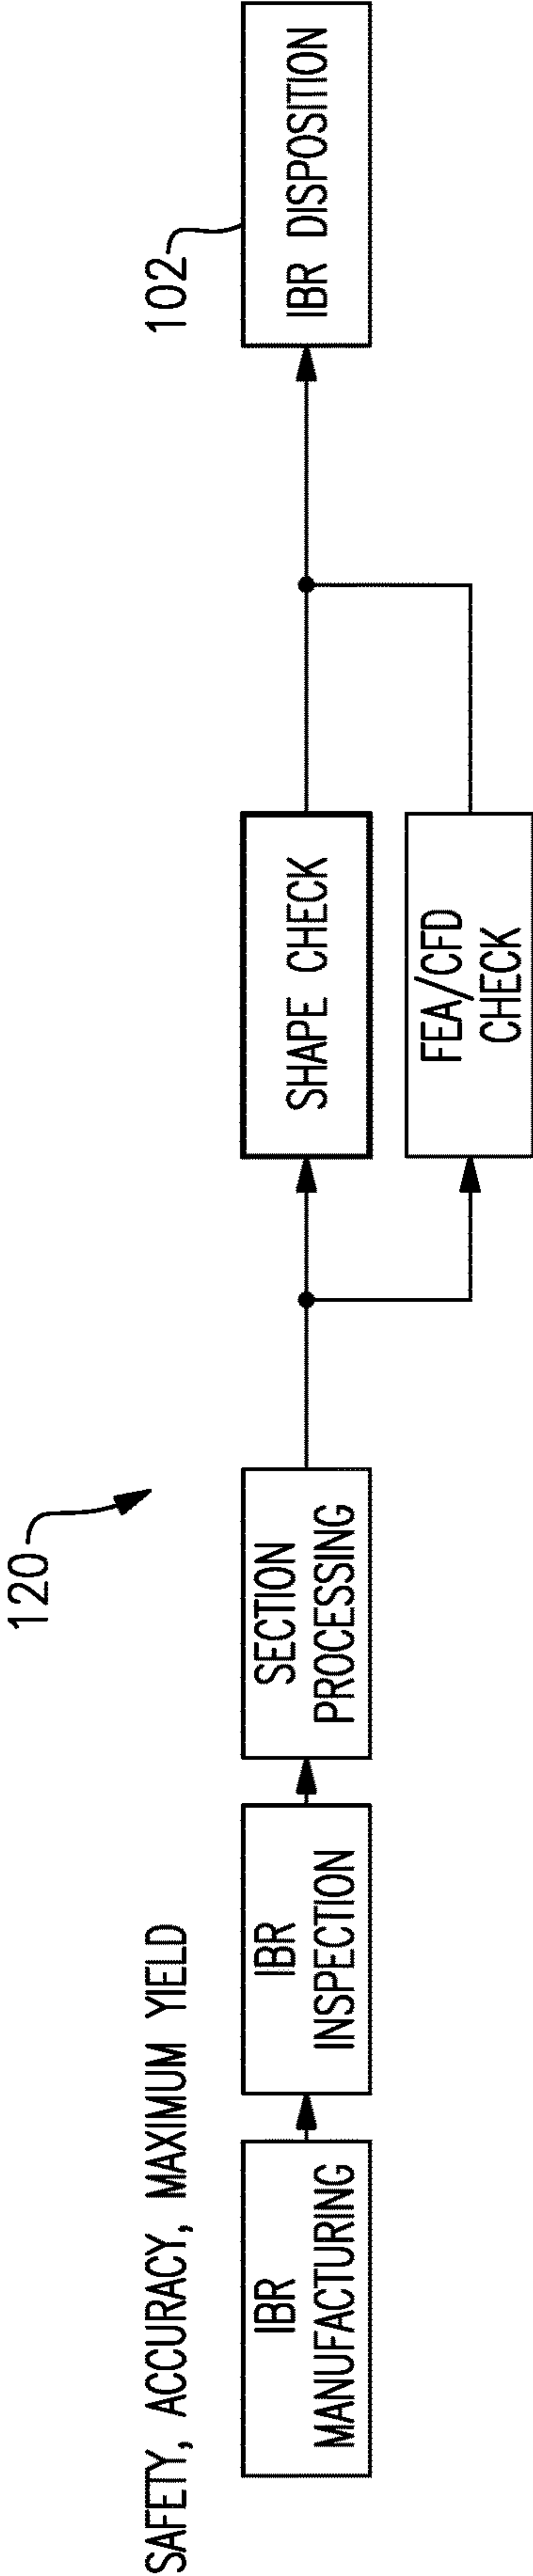 120
SAFETY, ACCURACY, MAXIMUM YIELD
102
IBR
MANUFACTURING
IBR
INSPECTION
SECTION
PROCESSING
SHAPE CHECK
FEA/CFD
CHECK
IBR DISPOSITION